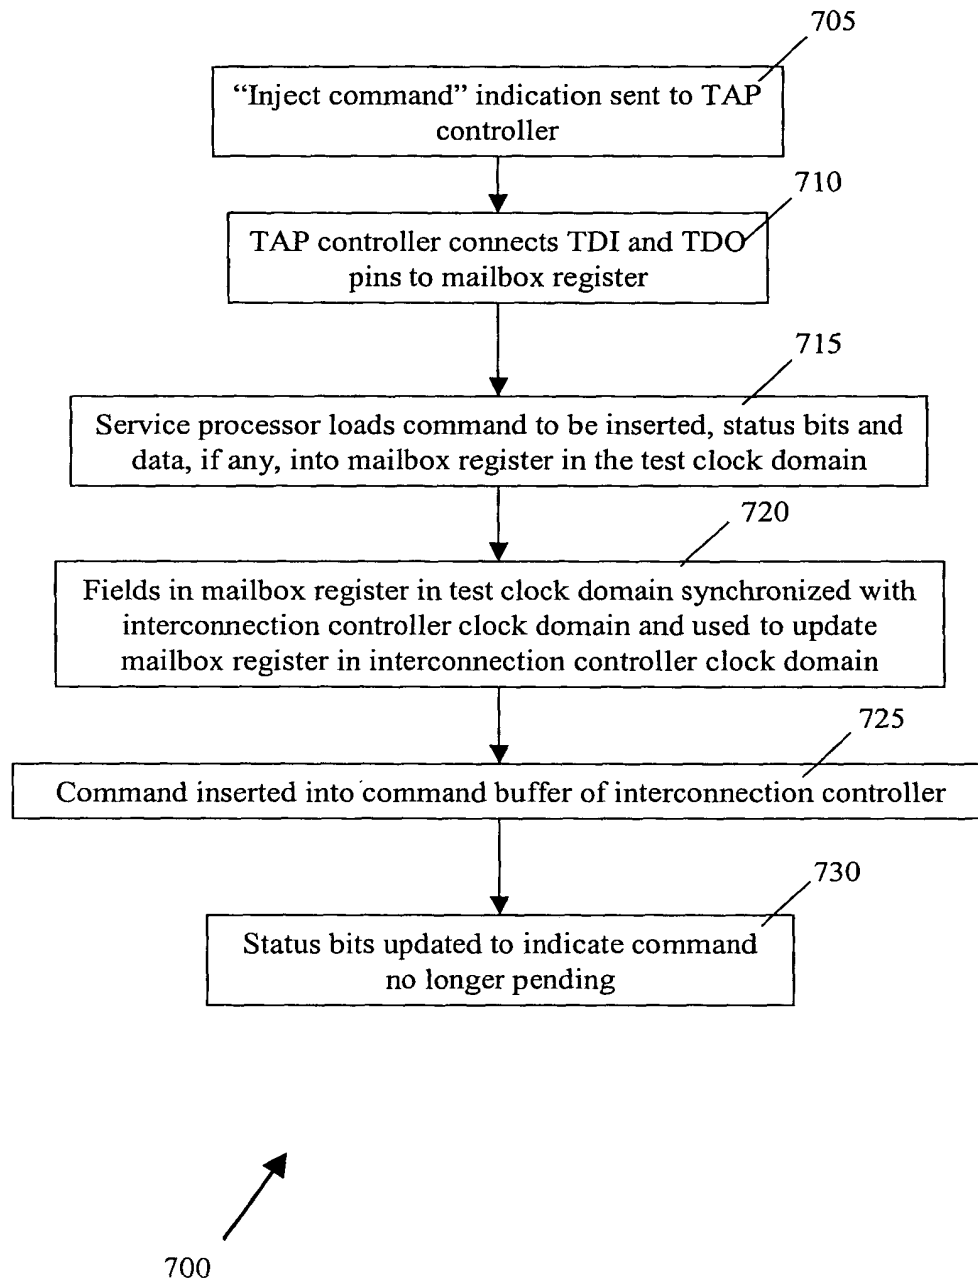 705
“Inject command” indication sent to TAP
controller
710
TAP controller connects TDI and TDO
pins to mailbox register
715
Service processor loads command to be inserted, status bits and
data, if any, into mailbox register in the test clock domain
720
Fields in mailbox register in test clock domain synchronized with
interconnection controller clock domain and used to update
mailbox register in interconnection controller clock domain
725
Command inserted into command buffer of interconnection controller
730
Status bits updated to indicate command
no longer pending
700